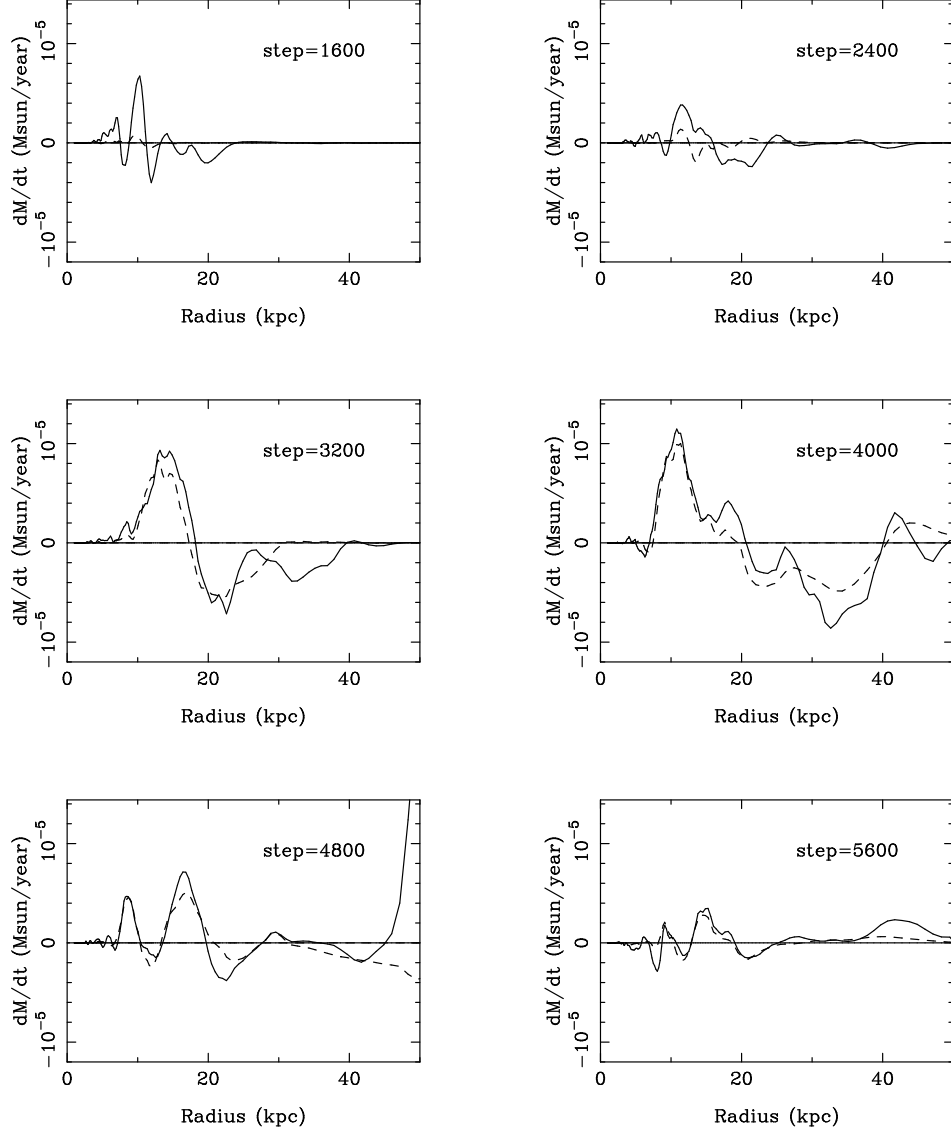 dM/dt (Msun/year)
10⁻⁵
0
−10⁻⁵
step=1600
0 20 40
Radius (kpc)
dM/dt (Msun/year)
10⁻⁵
0
−10⁻⁵
step=2400
0 20 40
Radius (kpc)
dM/dt (Msun/year)
10⁻⁵
0
−10⁻⁵
step=3200
0 20 40
Radius (kpc)
dM/dt (Msun/year)
10⁻⁵
0
−10⁻⁵
step=4000
0 20 40
Radius (kpc)
dM/dt (Msun/year)
10⁻⁵
0
−10⁻⁵
step=4800
0 20 40
Radius (kpc)
dM/dt (Msun/year)
10⁻⁵
0
−10⁻⁵
step=5600
0 20 40
Radius (kpc)